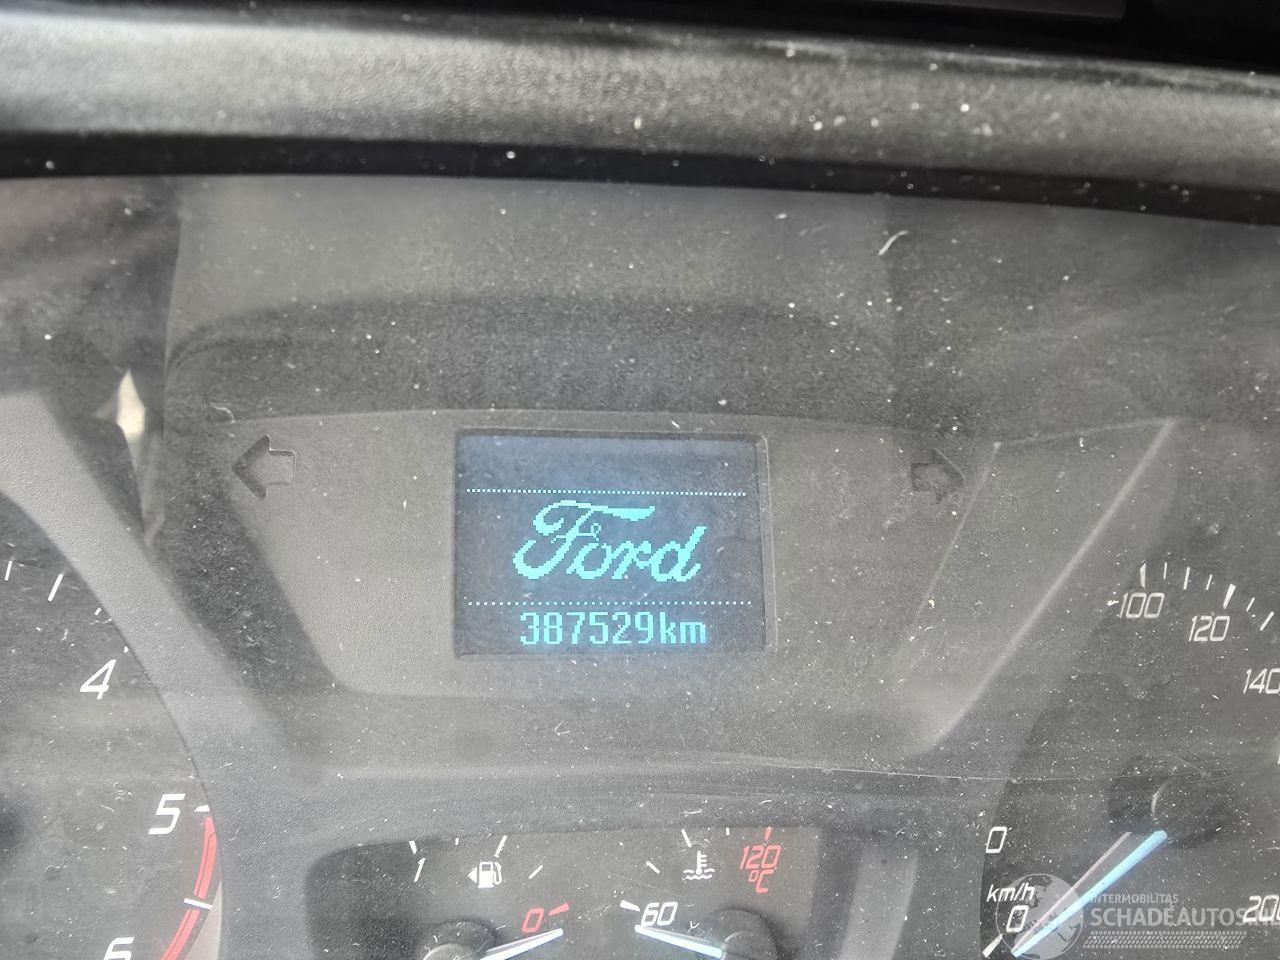 Ford
387529km
4
5
6
100
120
140
200
1
0
60
120
°C
0
km/h
0
INTERMOBILITAS
SCHADEAUTOS